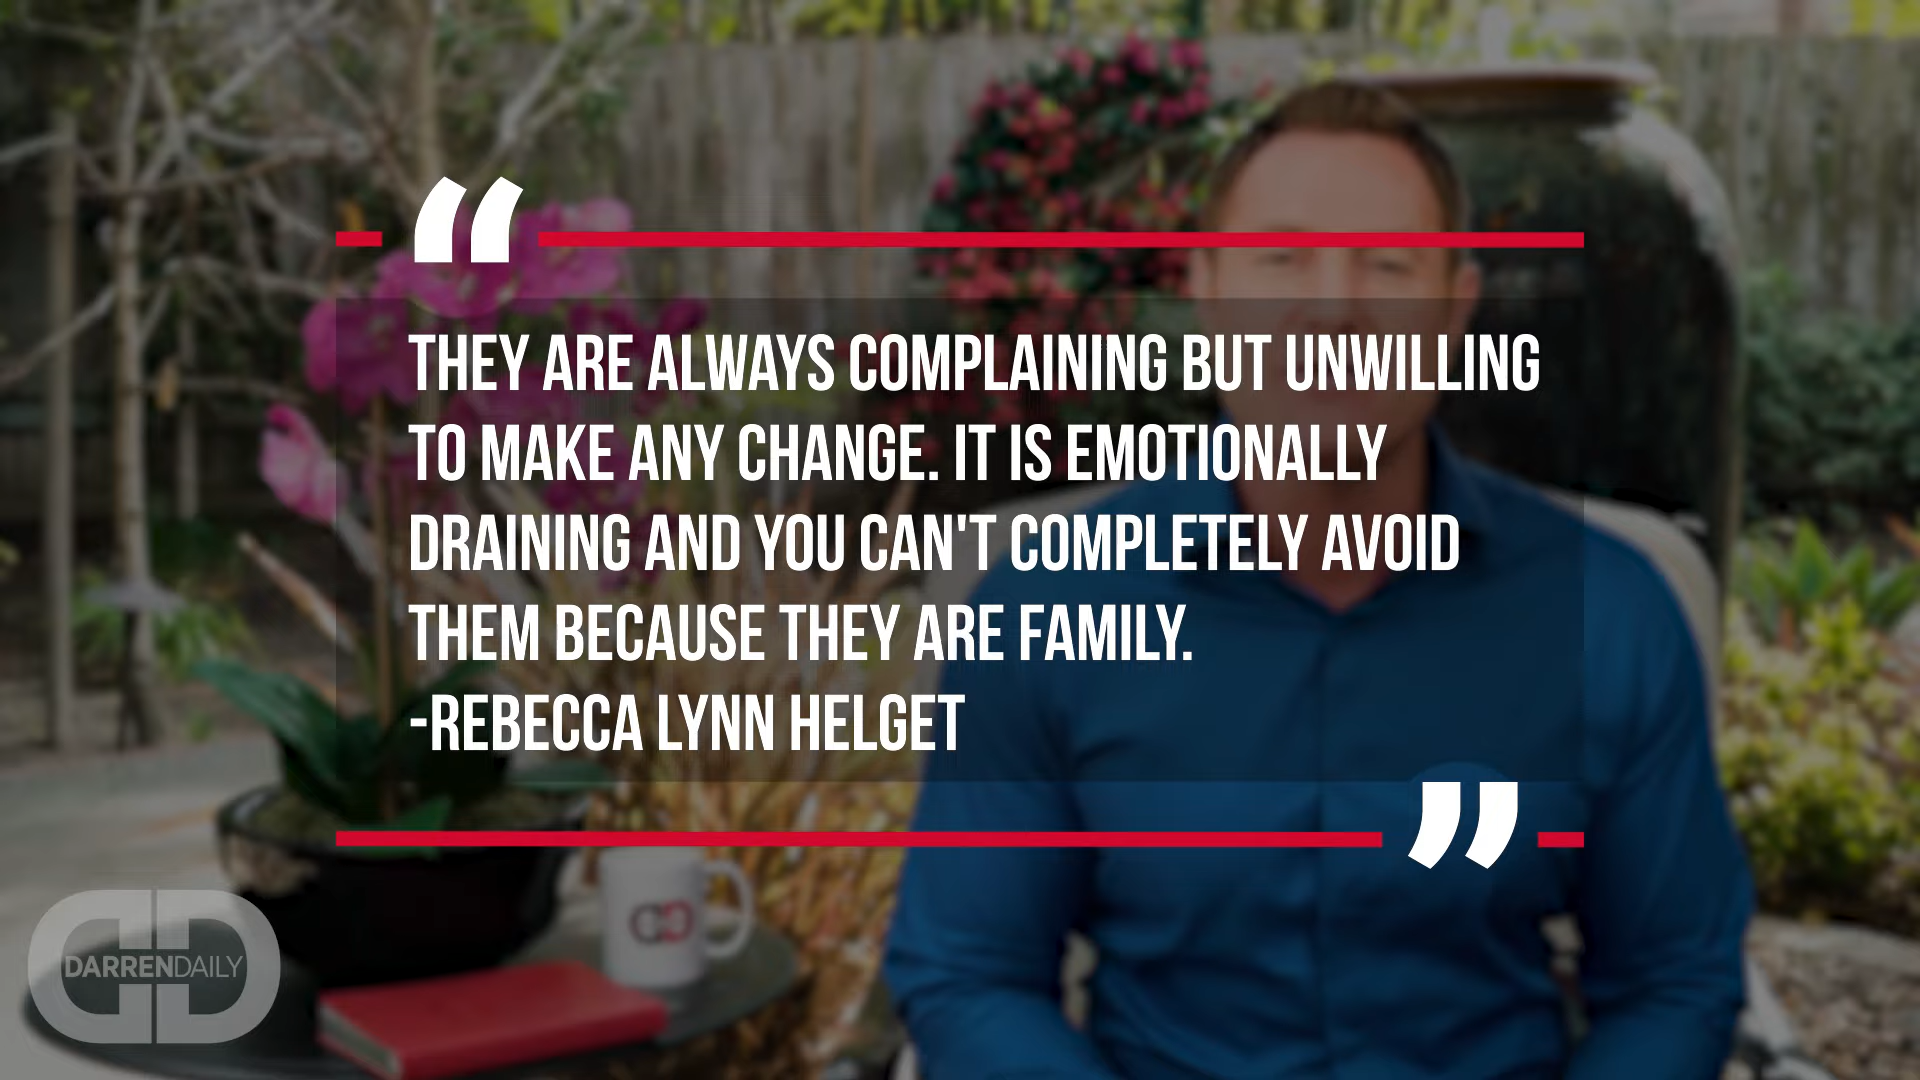 “
THEY ARE ALWAYS COMPLAINING BUT UNWILLING
TO MAKE ANY CHANGE. IT IS EMOTIONALLY
DRAINING AND YOU CAN'T COMPLETELY AVOID
THEM BECAUSE THEY ARE FAMILY.
-REBECCA LYNN HELGET
”
DARRENDAILY